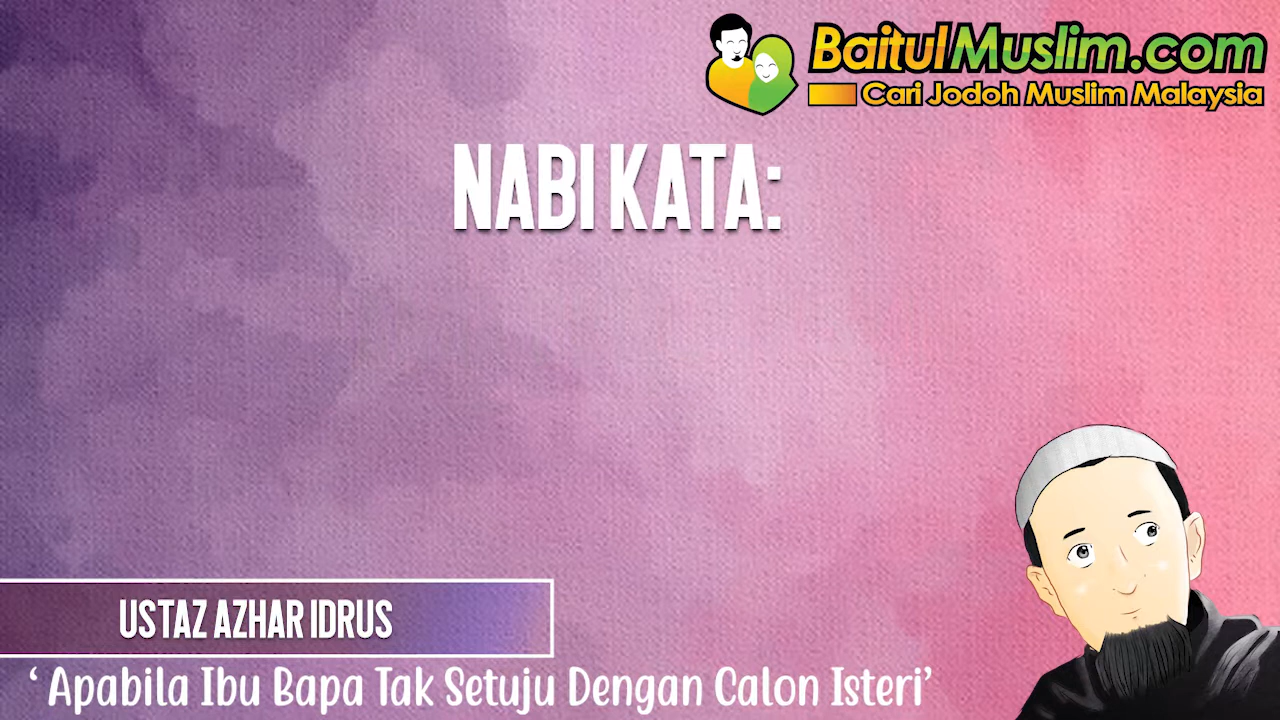 BaitulMuslim.com
Cari Jodoh Muslim Malaysia
NABI KATA:
USTAZ AZHAR IDRUS
‘ Apabila Ibu Bapa Tak Setuju Dengan Calon Isteri’